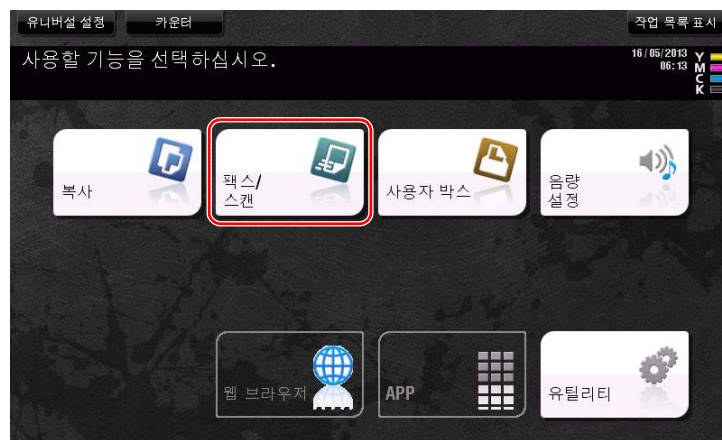 유니버설 설정
카운터
작업 목록 표시
사용할 기능을 선택하십시오.
16/05/2013
06:13
Y
M
C
K
복사
팩스/
스캔
사용자 박스
음량
설정
웹 브라우저
APP
유틸리티